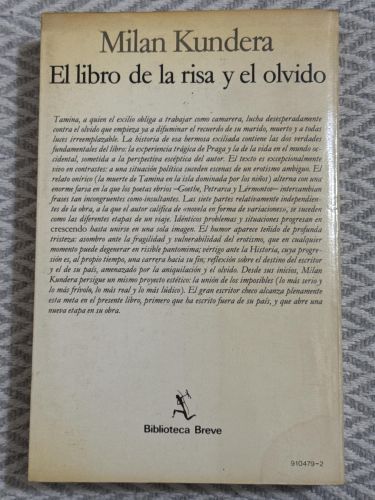 Milan Kundera
El libro de la risa y el olvido
Tamina, a quien el exilio obliga a trabajar como camarera, lucha desesperadamente
contra el olvido que empieza ya a difuminar el recuerdo de su marido, muerto y a todas
luces irreemplazable. La historia de esa hermosa exiliada contiene las dos verdades
fundamentales del libro: la experiencia trágica de Praga y la de la vida en el mundo oc-
cidental, sometida a la perspectiva escéptica del autor. El texto es excepcionalmente
vivo en contrastes: a una situación política suceden escenas de un erotismo ambiguo. El
relato onírico (la muerte de Tamina en la isla dominada por los niños) alterna con una
enorme farsa en la que los poetas ebrios —Goethe, Petrarca y Lérmontov— intercambian
frases tan incongruentes como insultantes. Las siete partes relativamente independien-
tes de la obra, a la que el autor califica de «novela en forma de variaciones», se suceden
como las diferentes etapas de un viaje. Idénticos problemas y situaciones progresan en
crescendo hasta unirse en una sola imagen. El humor aparece teñido de profunda
tristeza: asombro ante la fragilidad y vulnerabilidad del erotismo, que en cualquier
momento puede degenerar en risible pantomima; vértigo ante la Historia, cuya progre-
sión es, al propio tiempo, una carrera hacia su fin; reflexión sobre el destino del escritor
y el de su país, amenazado por la aniquilación y el olvido. Desde sus inicios, Milan
Kundera persigue un mismo proyecto estético: la unión de los imposibles (lo más serio y
lo más frívolo, lo más real y lo más lúdico). El gran escritor checo alcanza plenamente
esta meta en el presente libro, primero que ha escrito fuera de su país, y que abre una
nueva etapa en su obra.
Biblioteca Breve
910479-2